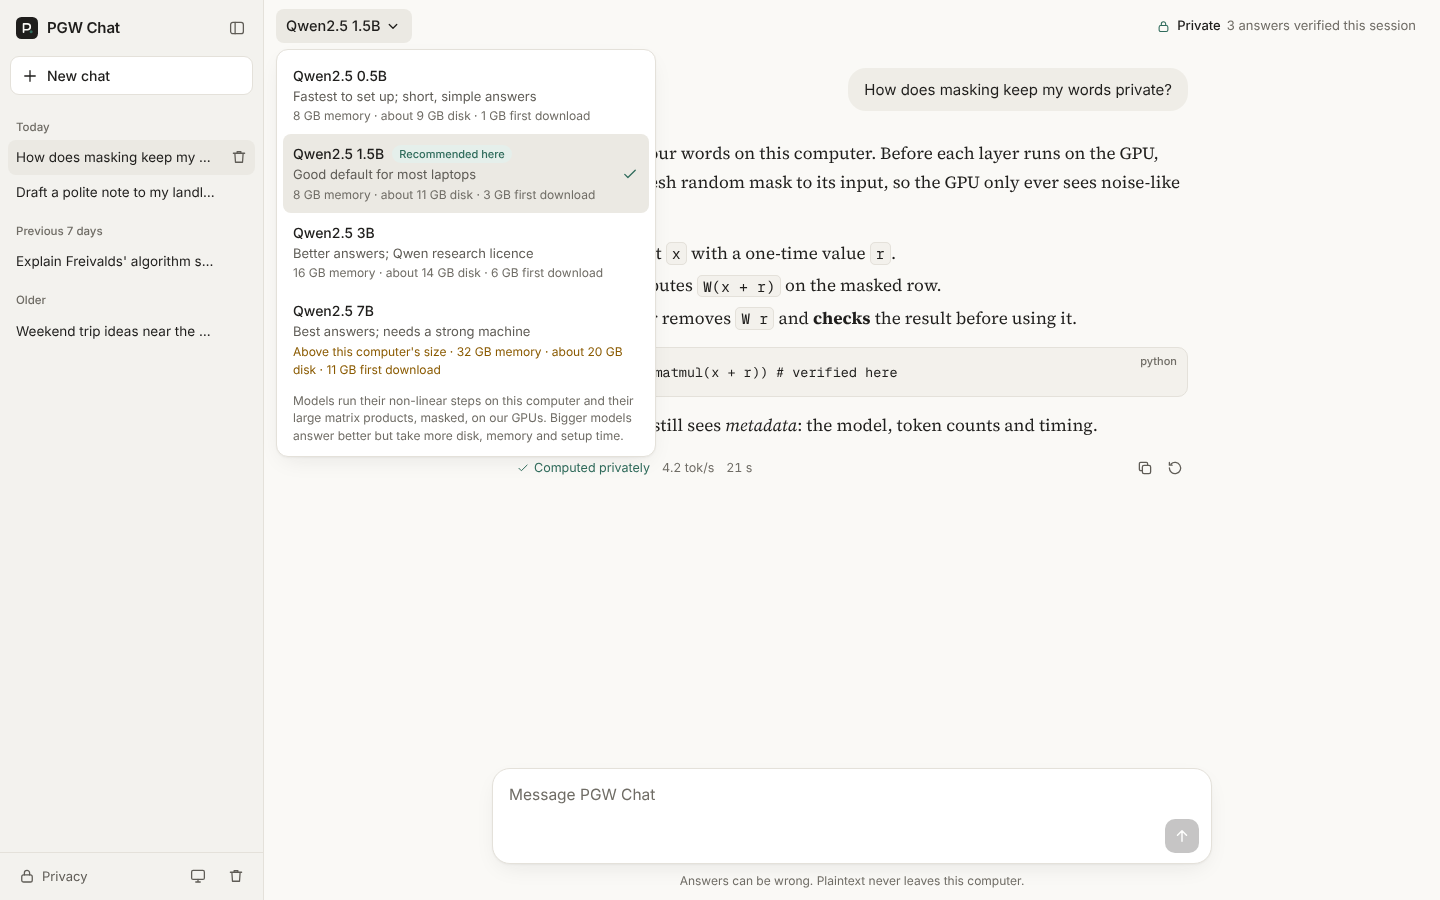 PGW Chat
New chat
Today
How does masking keep my ...
Draft a polite note to my landl...
Previous 7 days
Explain Freivalds' algorithm s...
Older
Weekend trip ideas near the ...
Privacy
Qwen2.5 1.5B
Private 3 answers verified this session
Qwen2.5 0.5B
Fastest to set up; short, simple answers
8 GB memory · about 9 GB disk · 1 GB first download
Qwen2.5 1.5B Recommended here
Good default for most laptops
8 GB memory · about 11 GB disk · 3 GB first download
Qwen2.5 3B
Better answers; Qwen research licence
16 GB memory · about 14 GB disk · 6 GB first download
Qwen2.5 7B
Best answers; needs a strong machine
Above this computer's size · 32 GB memory · about 20 GB
disk · 11 GB first download
Models run their non-linear steps on this computer and their
large matrix products, masked, on our GPUs. Bigger models
answer better but take more disk, memory and setup time.
How does masking keep my words private?
words on this computer. Before each layer runs on the GPU,
random mask to its input, so the GPU only ever sees noise-like
x with a one-time value r.
W(x + r) on the masked row.
removes W r and checks the result before using it.
python
matmul(x + r)) # verified here
still sees metadata: the model, token counts and timing.
Computed privately 4.2 tok/s 21 s
Message PGW Chat
Answers can be wrong. Plaintext never leaves this computer.